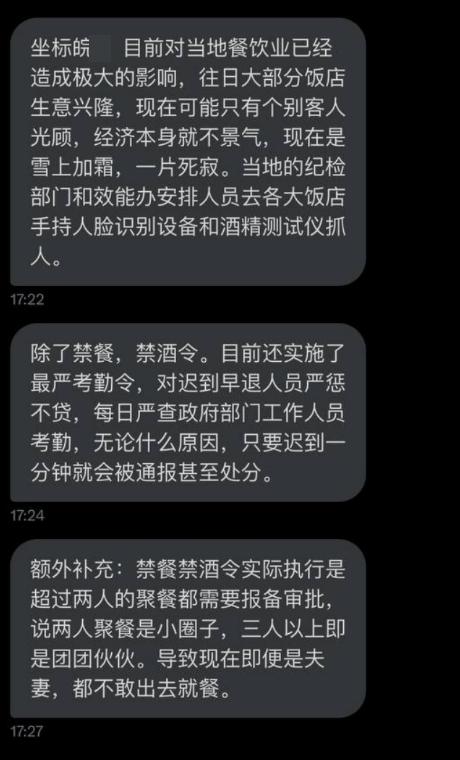 坐标皖 目前对当地餐饮业已经
造成极大的影响，往日大部分饭店
生意兴隆，现在可能只有个别客人
光顾，经济本身就不景气，现在是
雪上加霜，一片死寂。当地的纪检
部门和效能办安排人员去各大饭店
手持人脸识别设备和酒精测试仪抓
人。
17:22
除了禁餐，禁酒令。目前还实施了
最严考勤令，对迟到早退人员严惩
不贷，每日严查政府部门工作人员
考勤，无论什么原因，只要迟到一
分钟就会被通报甚至处分。
17:24
额外补充：禁餐禁酒令实际执行是
超过两人的聚餐都需要报备审批，
说两人聚餐是小圈子，三人以上即
是团团伙伙。导致现在即便是夫
妻，都不敢出去就餐。
17:27